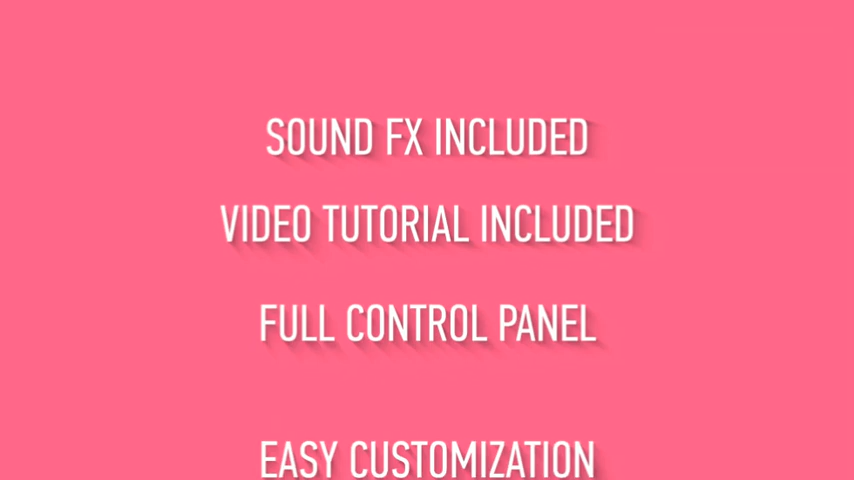 SOUND FX INCLUDED
VIDEO TUTORIAL INCLUDED
FULL CONTROL PANEL
EASY CUSTOMIZATION